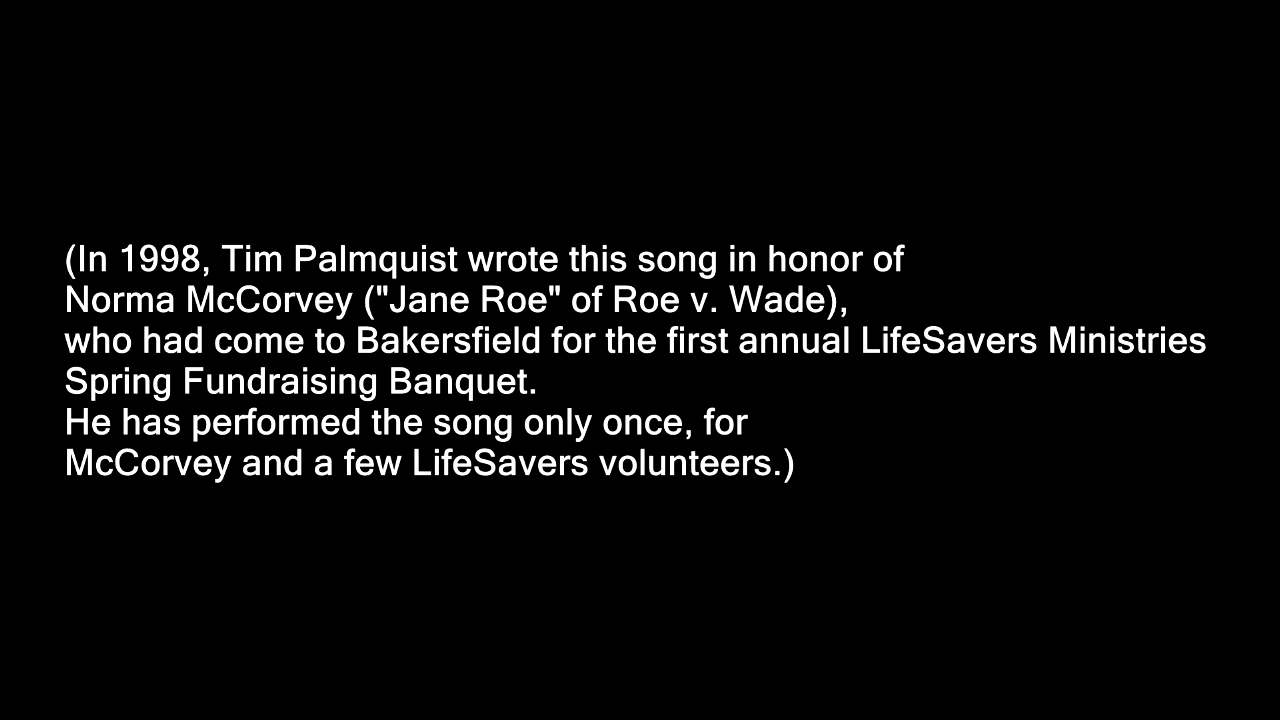 (In 1998, Tim Palmquist wrote this song in honor of
Norma McCorvey ("Jane Roe" of Roe v. Wade),
who had come to Bakersfield for the first annual LifeSavers Ministries
Spring Fundraising Banquet.
He has performed the song only once, for
McCorvey and a few LifeSavers volunteers.)